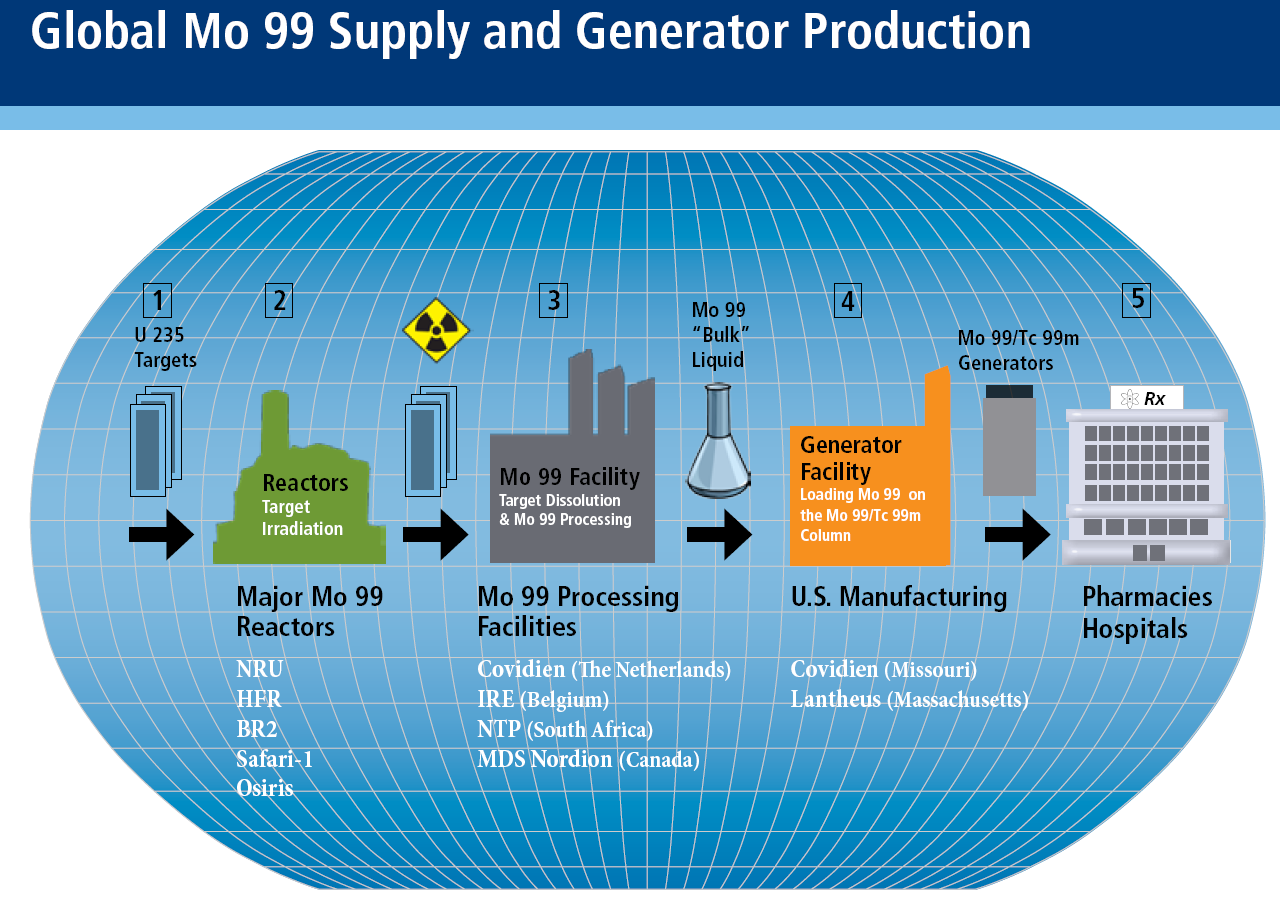 Global Mo 99 Supply and Generator Production
1
U 235
Targets
2
Reactors
Target
Irradiation
3
Mo 99 Facility
Target Dissolution
& Mo 99 Processing
Mo 99
“Bulk”
Liquid
4
Generator
Facility
Loading Mo 99 on
the Mo 99/Tc 99m
Column
Mo 99/Tc 99m
Generators
5
Rx
Major Mo 99
Reactors
NRU
HFR
BR2
Safari-1
Osiris
Mo 99 Processing
Facilities
Covidien (The Netherlands)
IRE (Belgium)
NTP (South Africa)
MDS Nordion (Canada)
U.S. Manufacturing
Covidien (Missouri)
Lantheus (Massachusetts)
Pharmacies
Hospitals